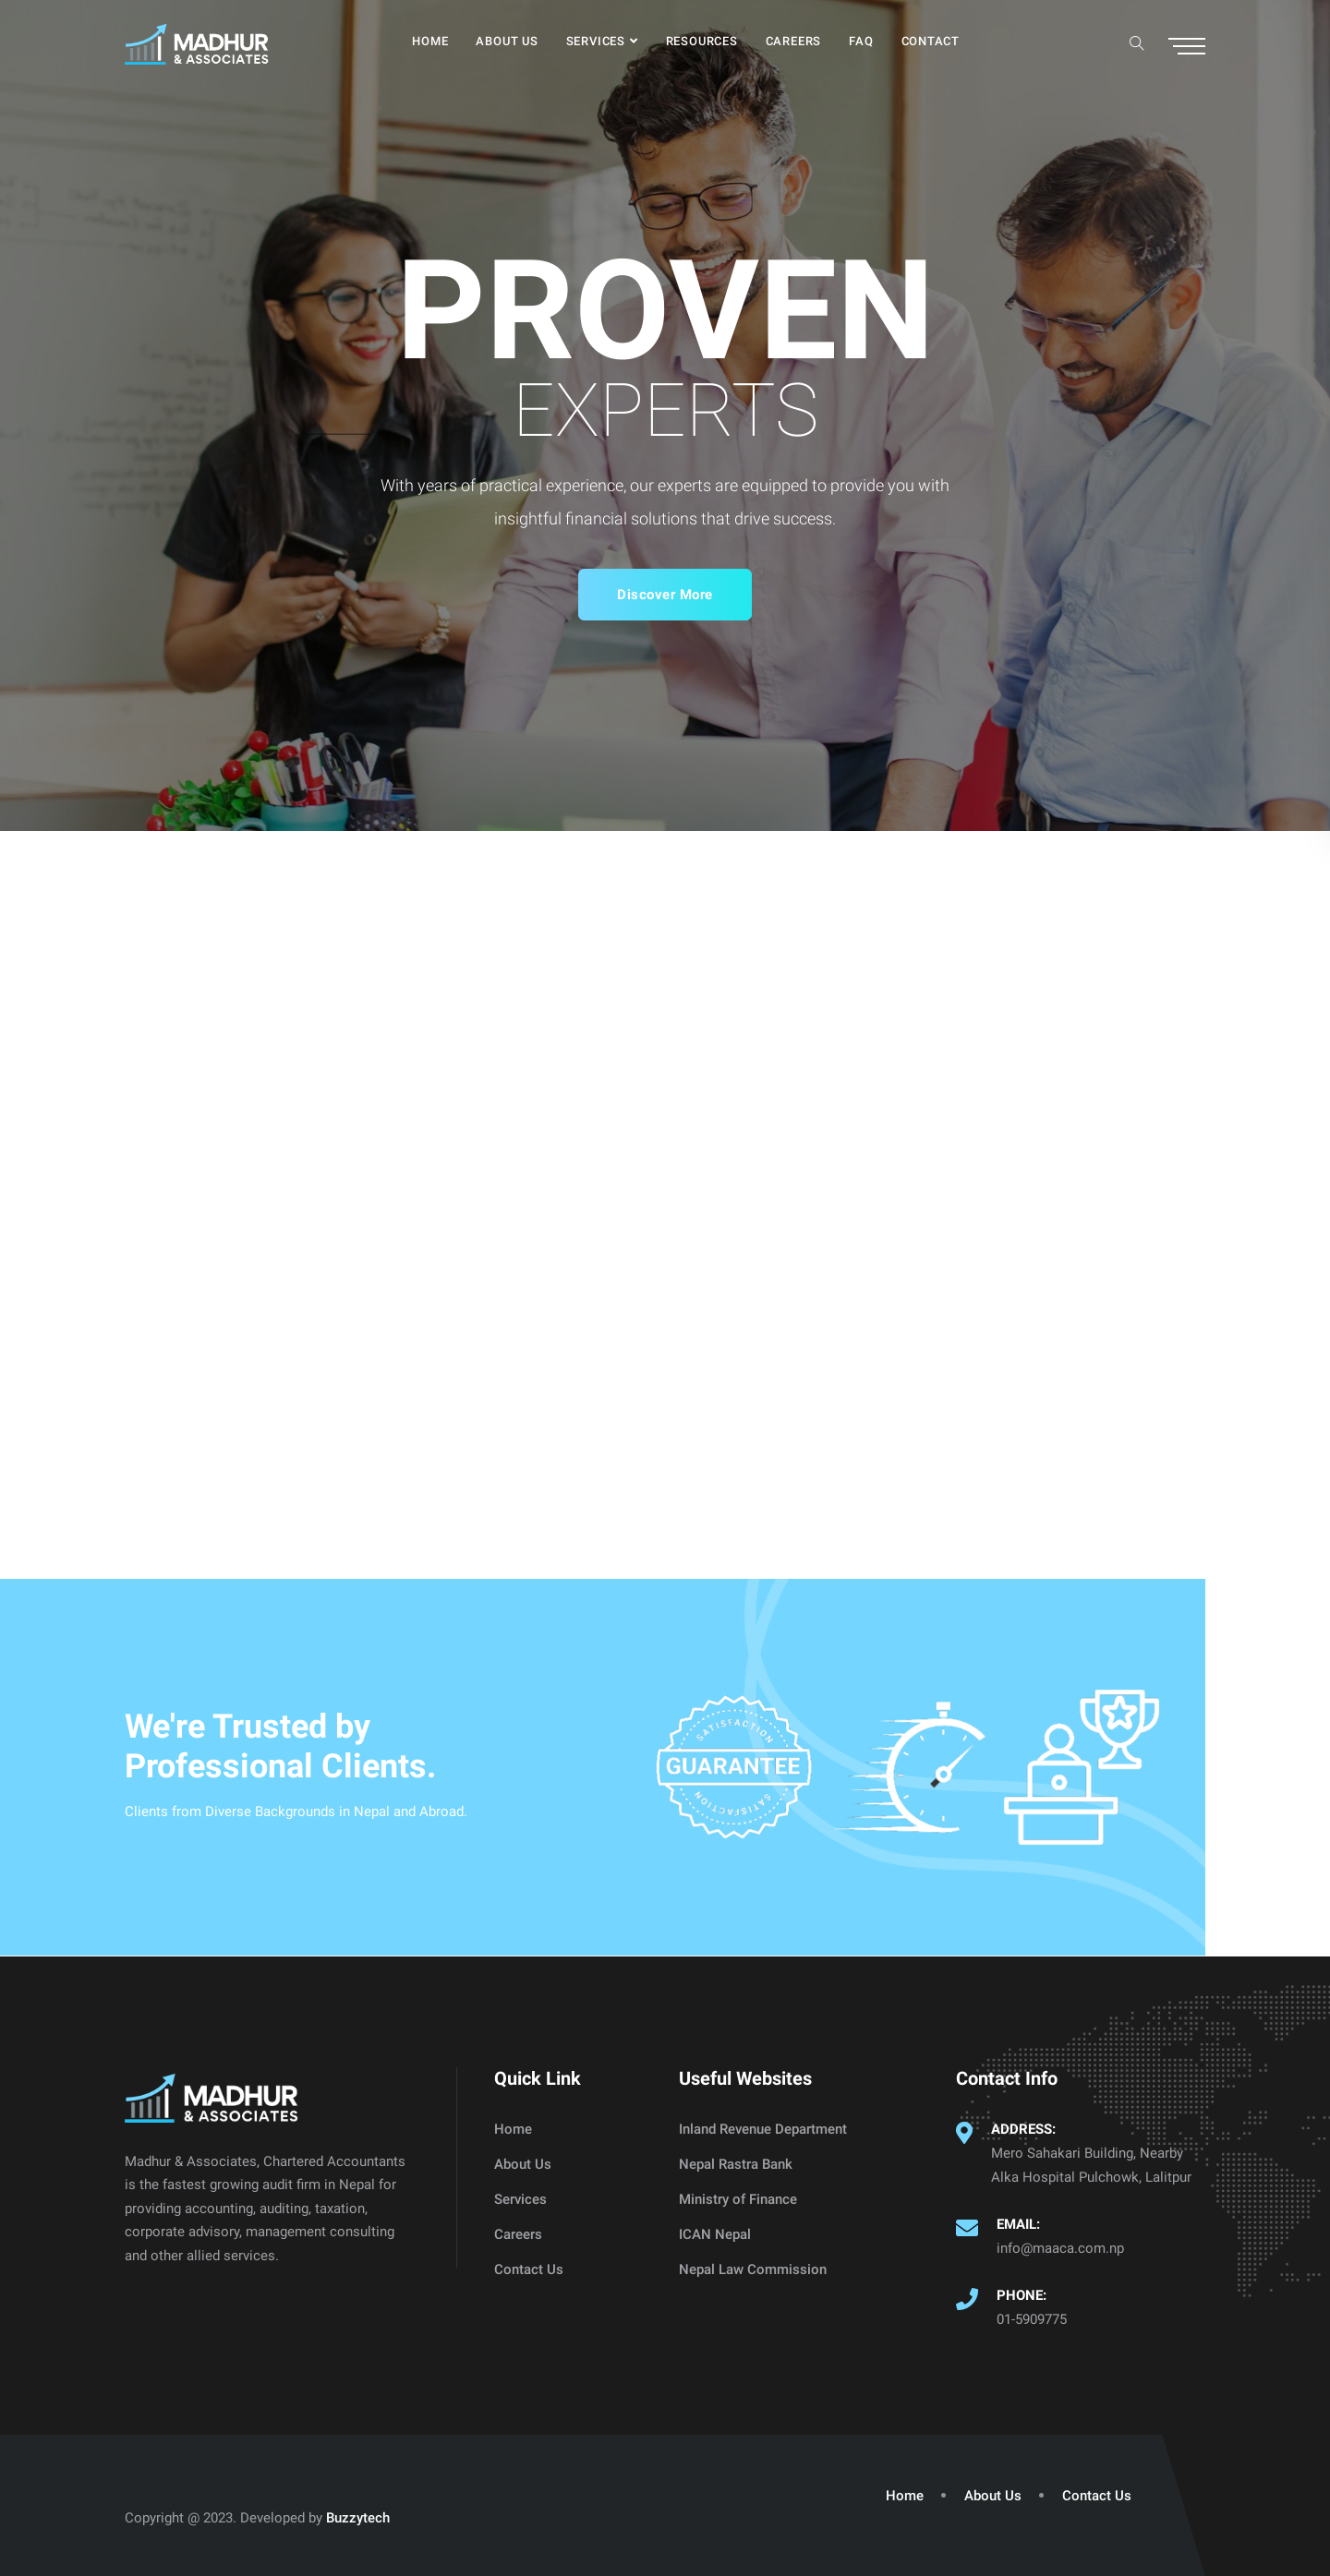 MADHUR
& ASSOCIATES
HOME ABOUT US SERVICES RESOURCES CAREERS FAQ CONTACT
PROVEN
EXPERTS
With years of practical experience, our experts are equipped to provide you with
insightful financial solutions that drive success.
Discover More
We're Trusted by
Professional Clients.
Clients from Diverse Backgrounds in Nepal and Abroad.
SATISFACTION
GUARANTEE
SATISFACTION
MADHUR
& ASSOCIATES
Madhur & Associates, Chartered Accountants
is the fastest growing audit firm in Nepal for
providing accounting, auditing, taxation,
corporate advisory, management consulting
and other allied services.
Quick Link
Home
About Us
Services
Careers
Contact Us
Useful Websites
Inland Revenue Department
Nepal Rastra Bank
Ministry of Finance
ICAN Nepal
Nepal Law Commission
Contact Info
ADDRESS:
Mero Sahakari Building, Nearby
Alka Hospital Pulchowk, Lalitpur
EMAIL:
info@maaca.com.np
PHONE:
01-5909775
Copyright @ 2023. Developed by Buzzytech
Home • About Us • Contact Us